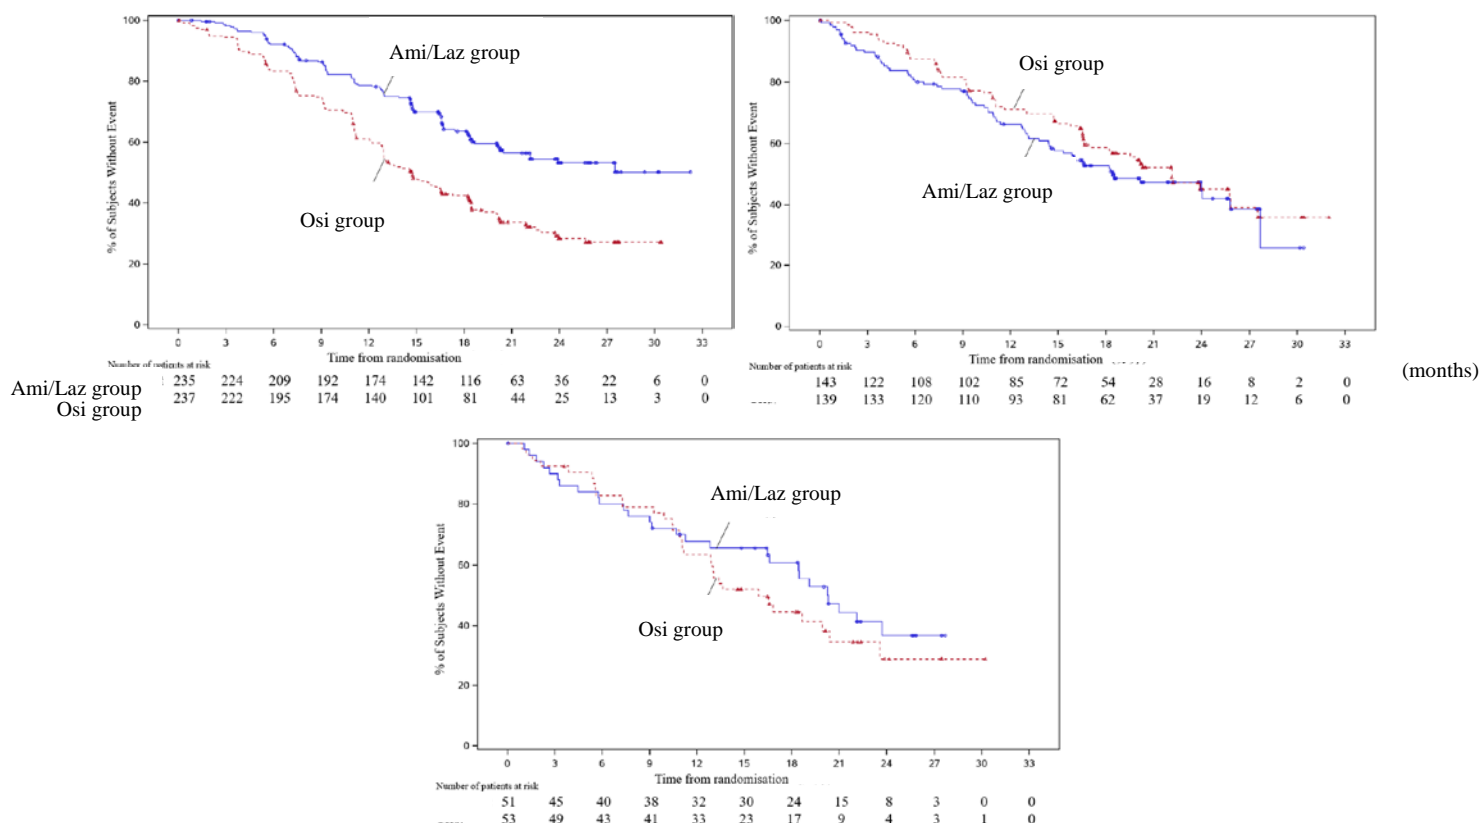 100
80
60
40
20
0
% of Subjects Without Event
Ami/Laz group
Osi group
0 3 6 9 12 15 18 21 24 27 30 33
Time from randomisation
Number of patients at risk
Ami/Laz group 235 224 209 192 174 142 116 63 36 22 6 0
Osi group 237 222 195 174 140 101 81 44 25 13 3 0
100
80
60
40
20
0
% of Subjects Without Event
Osi group
Ami/Laz group
0 3 6 9 12 15 18 21 24 27 30 33
Time from randomisation
Number of patients at risk
(months)
143 122 108 102 85 72 54 28 16 8 2 0
139 133 120 110 93 81 62 37 19 12 6 0
100
80
60
40
20
0
% of Subjects Without Event
Ami/Laz group
Osi group
0 3 6 9 12 15 18 21 24 27 30 33
Time from randomisation
Number of patients at risk
51 45 40 38 32 30 24 15 8 3 0 0
53 49 43 41 33 23 17 9 4 3 1 0